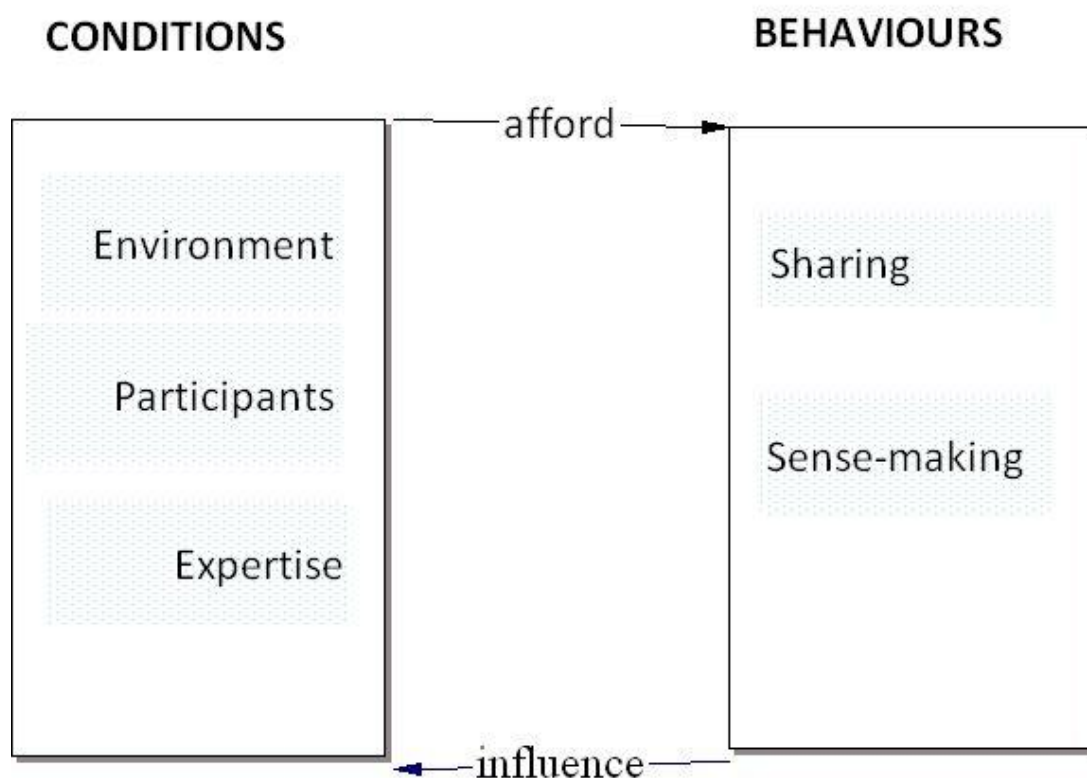 CONDITIONS
BEHAVIOURS
afford
Environment
Participants
Expertise
Sharing
Sense-making
influence